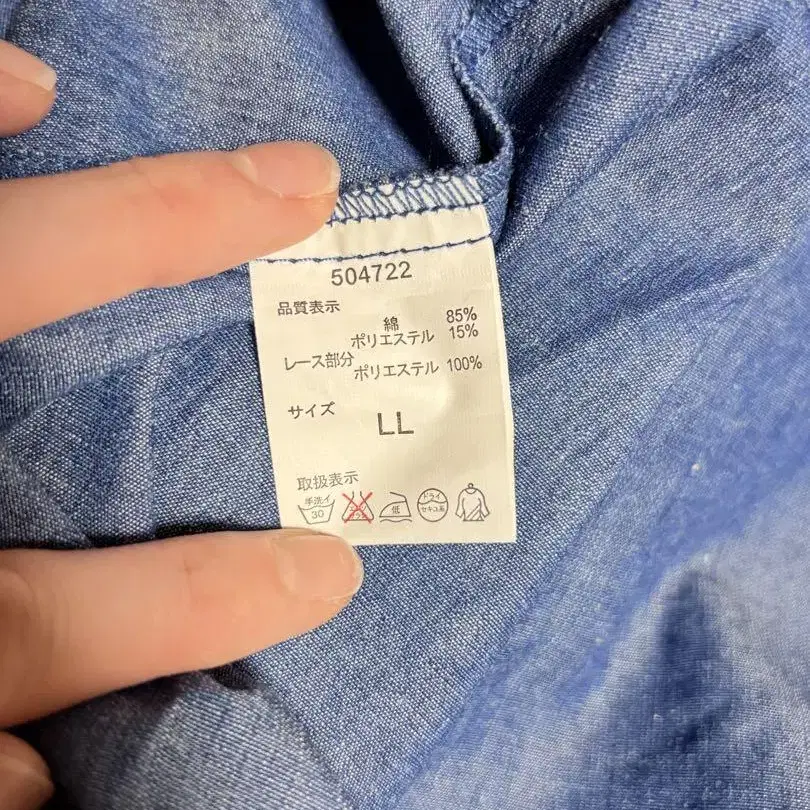 504722
品質表示
綿 85%
ポリエステル 15%
レース部分
ポリエステル 100%
サイズ
LL
取扱表示
手洗イ
30
低
ドライ
セキユ系